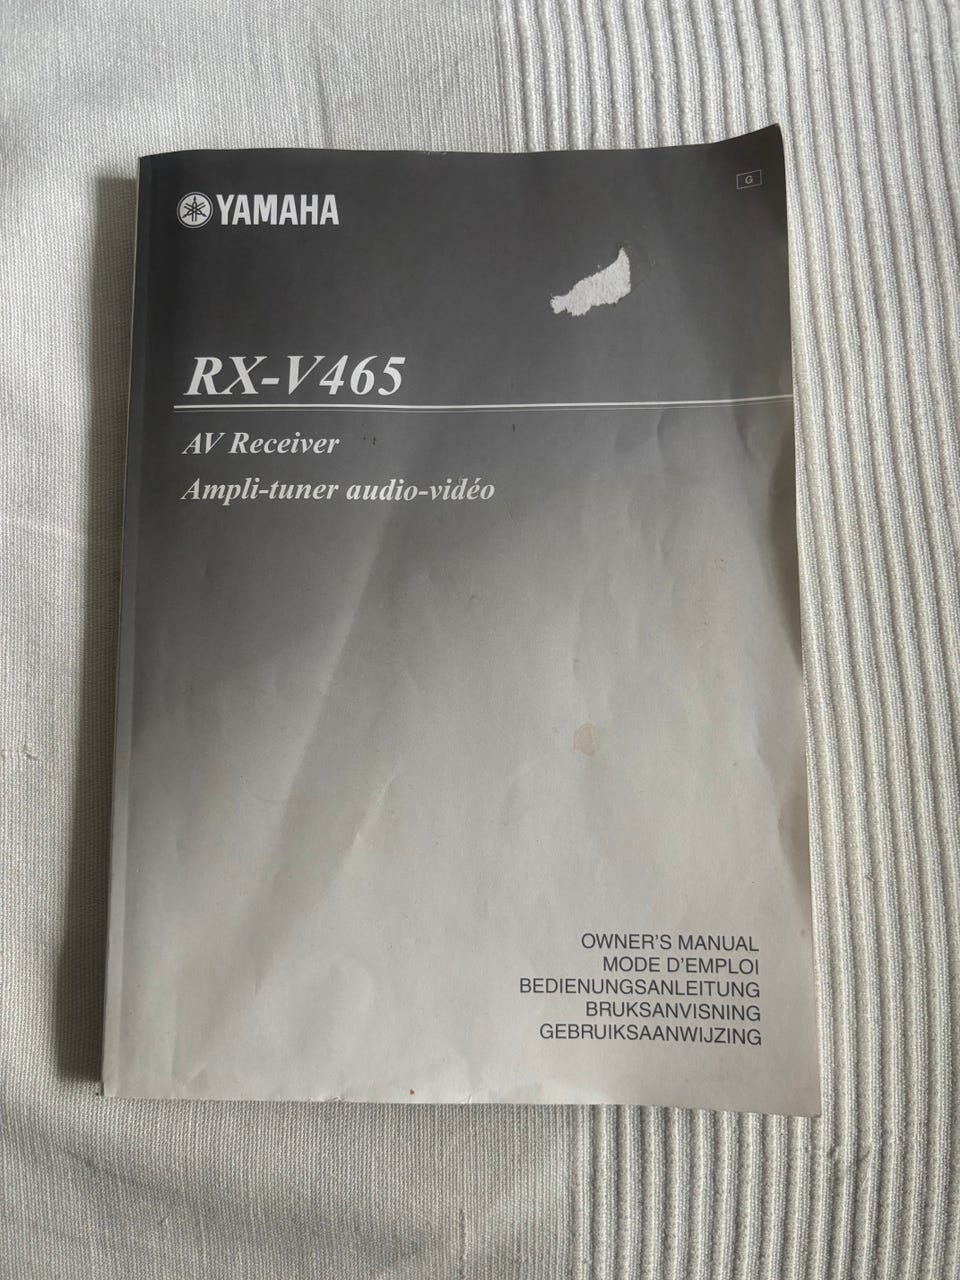 YAMAHA
G
RX-V465
AV Receiver
Ampli-tuner audio-vidéo
OWNER'S MANUAL
MODE D'EMPLOI
BEDIENUNGSANLEITUNG
BRUKSANVISNING
GEBRUIKSAANWIJZING